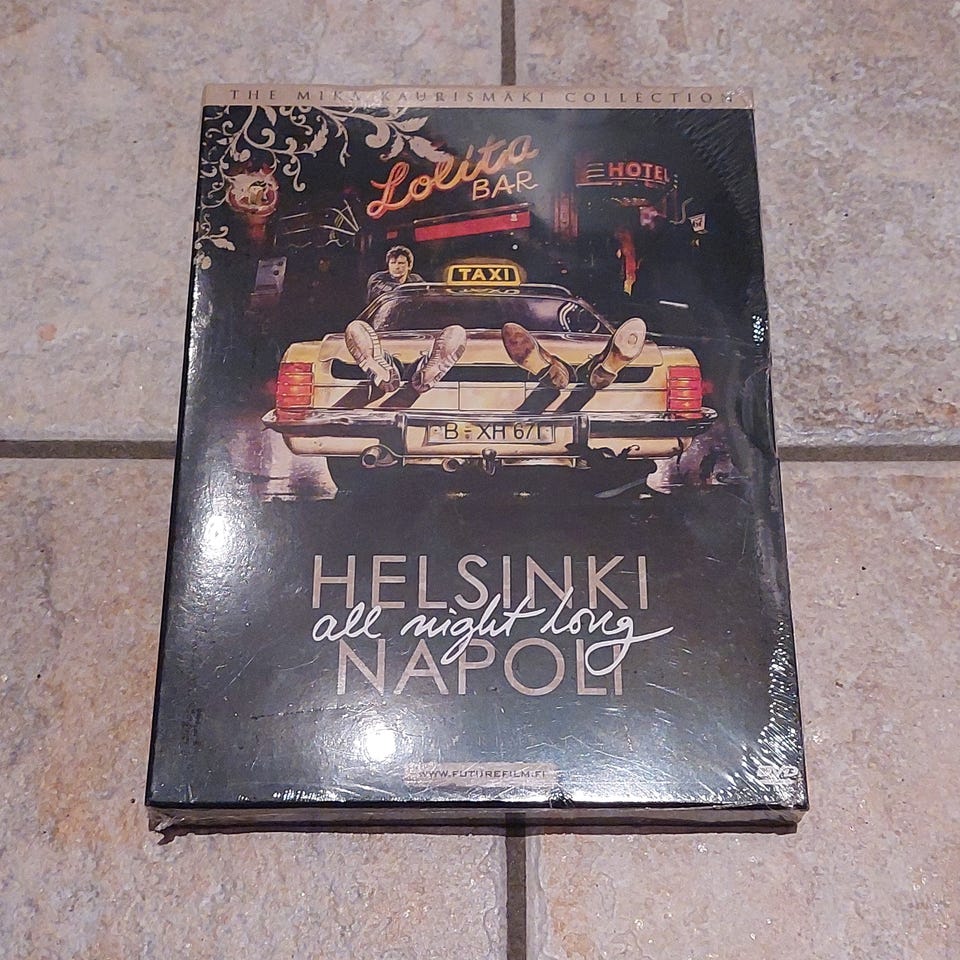 THE MIKA KAURISMÄKI COLLECTION
Lolita
BAR
HOTEL
TAXI
B - XH 671
HELSINKI
all night long
NAPOLI
WWW.FUTUREFILM.FI
DVD